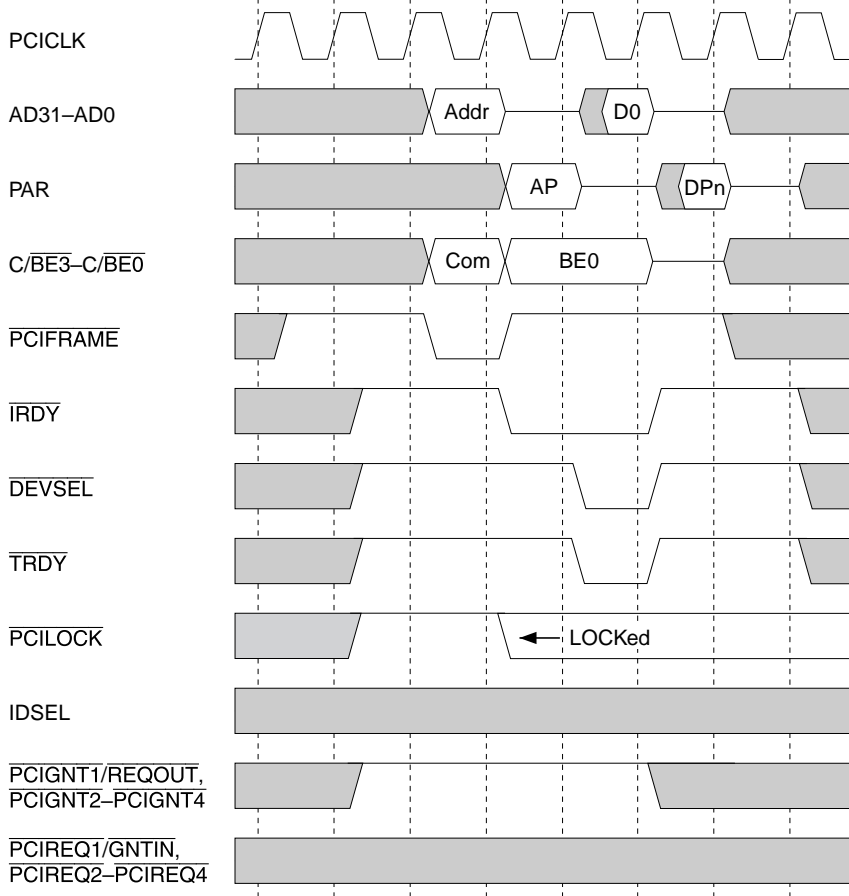 PCICLK
AD31–AD0
Addr
D0
PAR
AP
DPn
C/BE3–C/BE0
Com
BE0
PCIFRAME
IRDY
DEVSEL
TRDY
PCILOCK
LOCKed
IDSEL
PCIGNT1/REQOUT,
PCIGNT2–PCIGNT4
PCIREQ1/GNTIN,
PCIREQ2–PCIREQ4